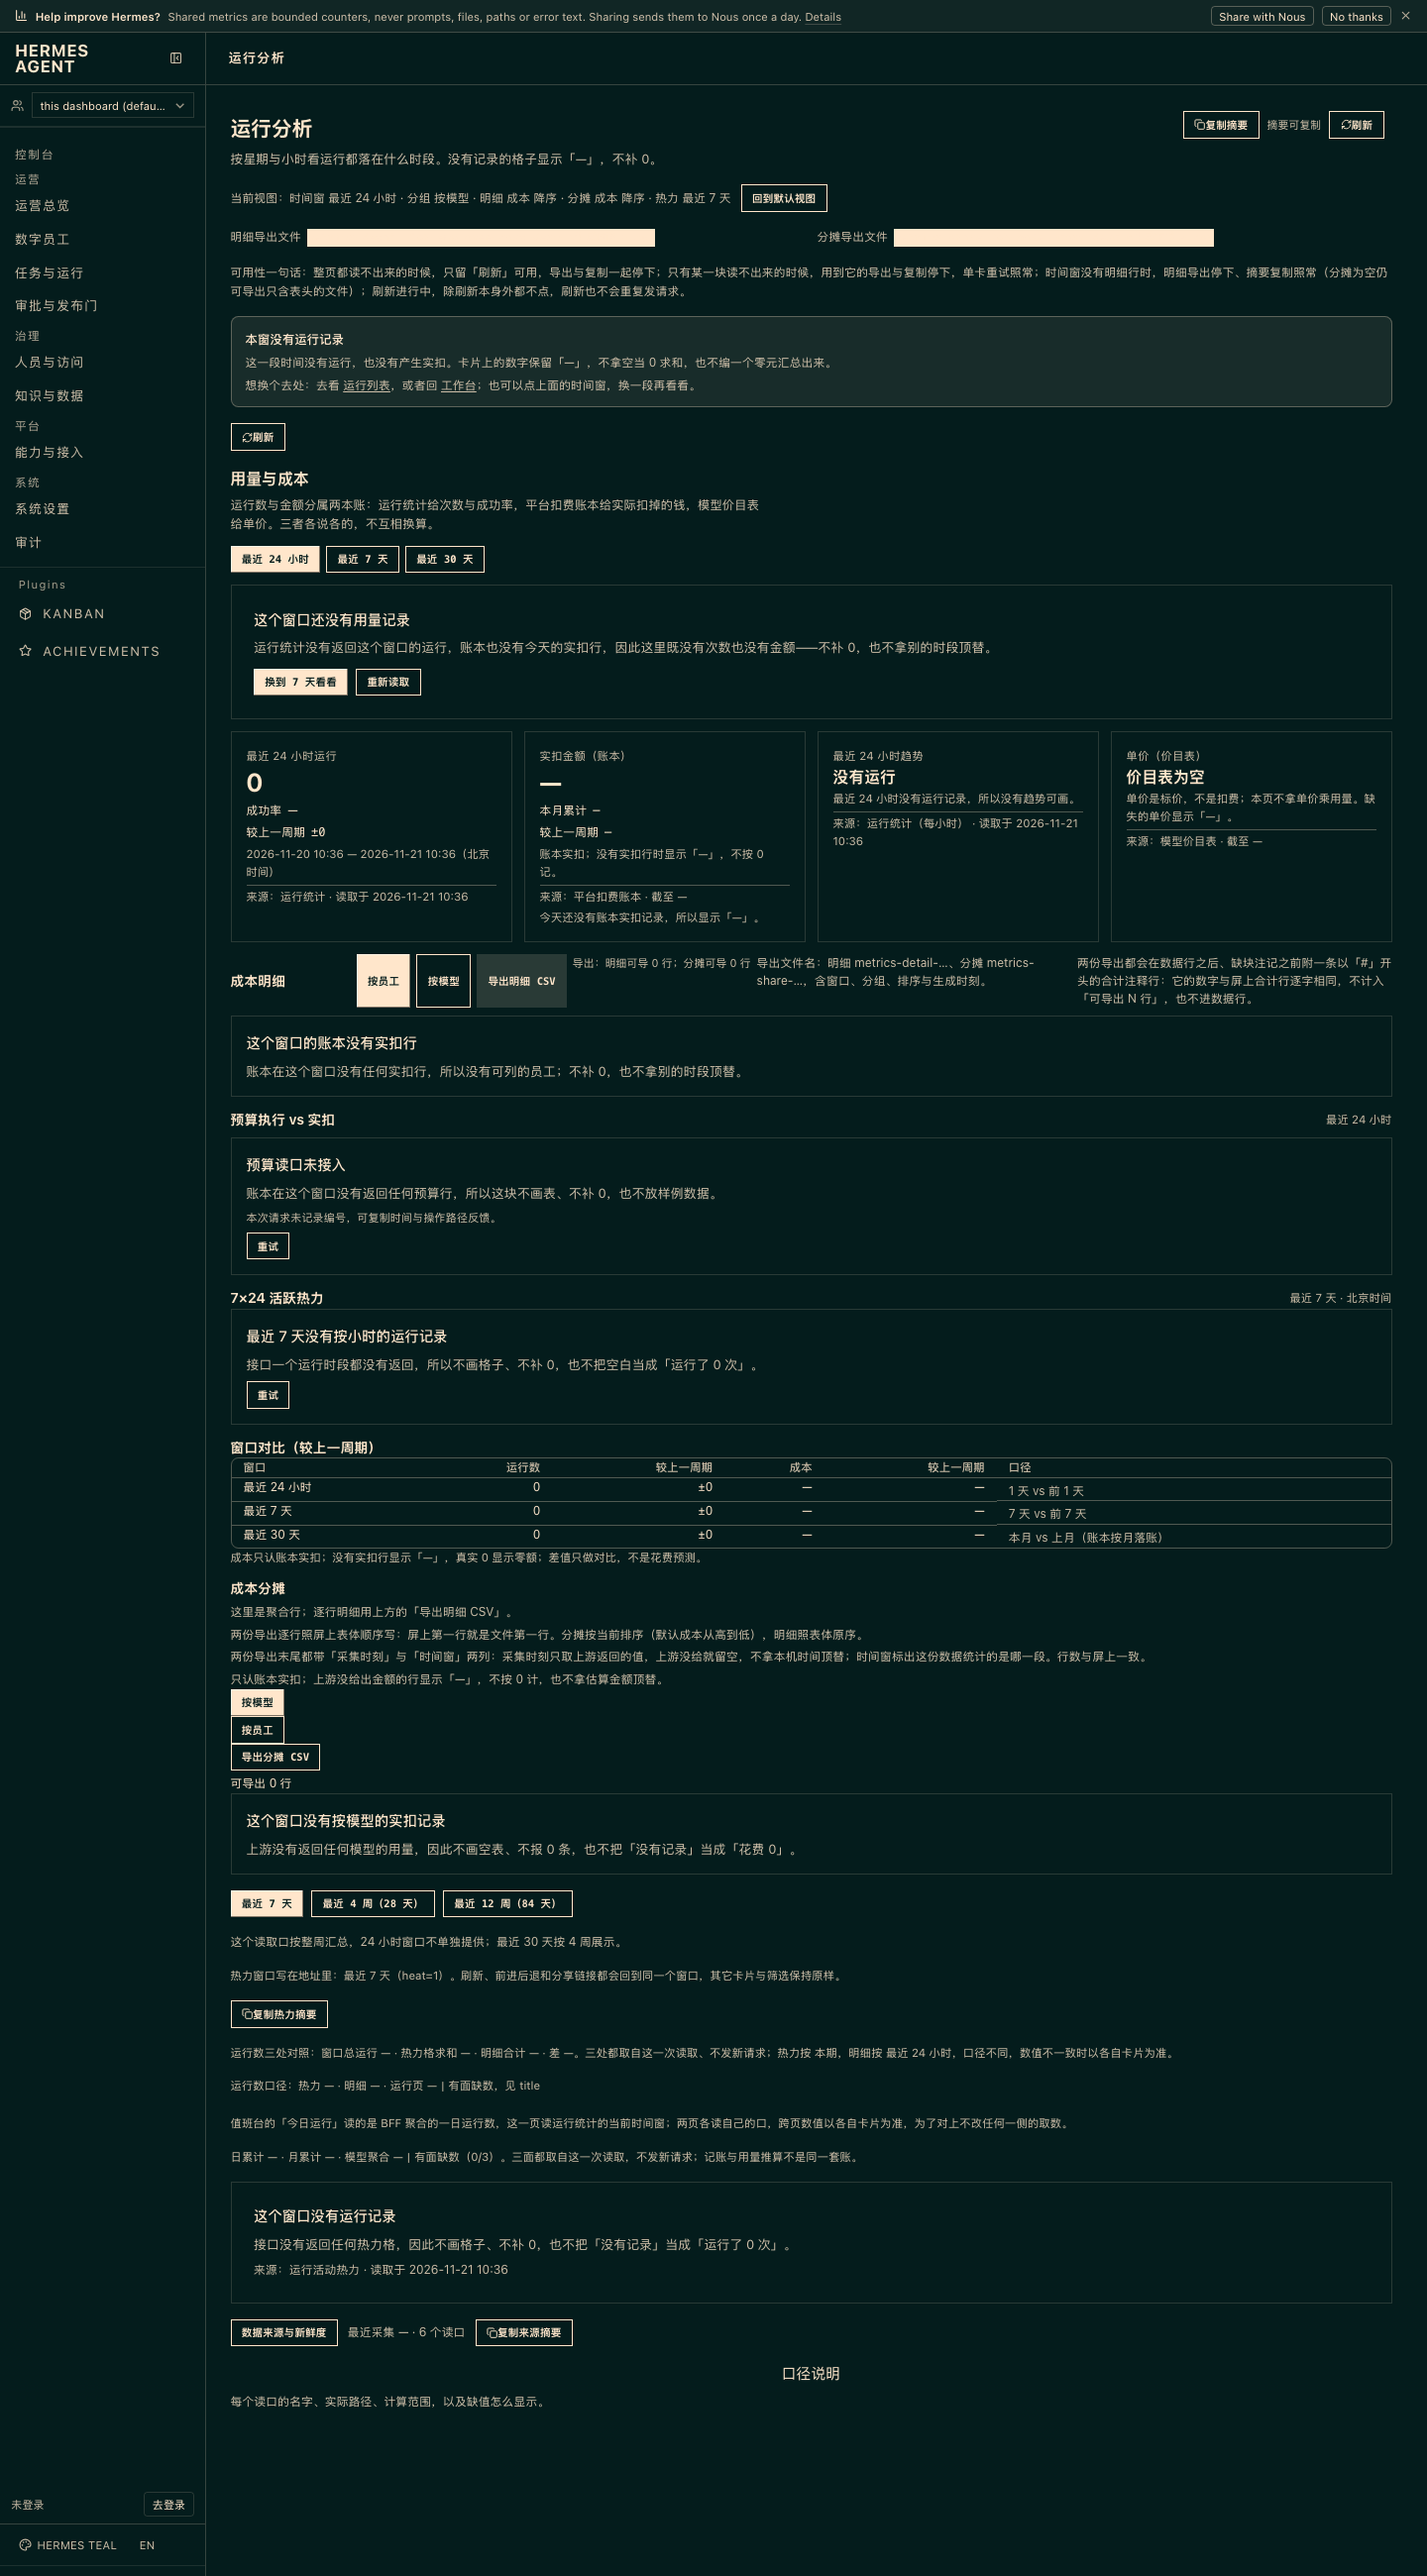 Help improve Hermes? Shared metrics are bounded counters, never prompts, files, paths or error text. Sharing sends them to Nous once a day. Details
Share with Nous
No thanks
HERMES
AGENT
运行分析
this dashboard (defau...
控制台
运营
运营总览
数字员工
任务与运行
审批与发布门
治理
人员与访问
知识与数据
平台
能力与接入
系统
系统设置
审计
Plugins
KANBAN
ACHIEVEMENTS
未登录
去登录
HERMES TEAL
EN
运行分析
复制摘要
摘要可复制
刷新
按星期与小时看运行都落在什么时段。没有记录的格子显示「—」，不补 0。
当前视图：时间窗 最近 24 小时 · 分组 按模型 · 明细 成本 降序 · 分摊 成本 降序 · 热力 最近 7 天
回到默认视图
明细导出文件
分摊导出文件
可用性一句话：整页都读不出来的时候，只留「刷新」可用，导出与复制一起停下；只有某一块读不出来的时候，用到它的导出与复制停下，单卡重试照常；时间窗没有明细行时，明细导出停下、摘要复制照常（分摊为空仍
可导出只含表头的文件）；刷新进行中，除刷新本身外都不点，刷新也不会重复发请求。
本窗没有运行记录
这一段时间没有运行，也没有产生实扣。卡片上的数字保留「—」，不拿空当 0 求和，也不编一个零元汇总出来。
想换个去处：去看 运行列表，或者回 工作台；也可以点上面的时间窗，换一段再看看。
刷新
用量与成本
运行数与金额分属两本账：运行统计给次数与成功率，平台扣费账本给实际扣掉的钱，模型价目表
给单价。三者各说各的，不互相换算。
最近 24 小时
最近 7 天
最近 30 天
这个窗口还没有用量记录
运行统计没有返回这个窗口的运行，账本也没有今天的实扣行，因此这里既没有次数也没有金额——不补 0，也不拿别的时段顶替。
换到 7 天看看
重新读取
最近 24 小时运行
0
成功率 —
较上一周期 ±0
2026-11-20 10:36 — 2026-11-21 10:36（北京
时间）
来源：运行统计 · 读取于 2026-11-21 10:36
实扣金额（账本）
—
本月累计 —
较上一周期 —
账本实扣；没有实扣行时显示「—」，不按 0
记。
来源：平台扣费账本 · 截至 —
今天还没有账本实扣记录，所以显示「—」。
最近 24 小时趋势
没有运行
最近 24 小时没有运行记录，所以没有趋势可画。
来源：运行统计（每小时） · 读取于 2026-11-21
10:36
单价（价目表）
价目表为空
单价是标价，不是扣费；本页不拿单价乘用量。缺
失的单价显示「—」。
来源：模型价目表 · 截至 —
成本明细
按员工
按模型
导出明细 CSV
导出：明细可导 0 行；分摊可导 0 行
导出文件名：明细 metrics-detail-…、分摊 metrics-
share-…，含窗口、分组、排序与生成时刻。
两份导出都会在数据行之后、缺块注记之前附一条以「#」开
头的合计注释行：它的数字与屏上合计行逐字相同，不计入
「可导出 N 行」，也不进数据行。
这个窗口的账本没有实扣行
账本在这个窗口没有任何实扣行，所以没有可列的员工；不补 0，也不拿别的时段顶替。
预算执行 vs 实扣
最近 24 小时
预算读口未接入
账本在这个窗口没有返回任何预算行，所以这块不画表、不补 0，也不放样例数据。
本次请求未记录编号，可复制时间与操作路径反馈。
重试
7×24 活跃热力
最近 7 天 · 北京时间
最近 7 天没有按小时的运行记录
接口一个运行时段都没有返回，所以不画格子、不补 0，也不把空白当成「运行了 0 次」。
重试
窗口对比（较上一周期）
窗口 运行数 较上一周期 成本 较上一周期 口径
最近 24 小时 0 ±0 — — 1 天 vs 前 1 天
最近 7 天 0 ±0 — — 7 天 vs 前 7 天
最近 30 天 0 ±0 — — 本月 vs 上月（账本按月落账）
成本只认账本实扣；没有实扣行显示「—」，真实 0 显示零额；差值只做对比，不是花费预测。
成本分摊
这里是聚合行；逐行明细用上方的「导出明细 CSV」。
两份导出逐行照屏上表体顺序写：屏上第一行就是文件第一行。分摊按当前排序（默认成本从高到低），明细照表体原序。
两份导出末尾都带「采集时刻」与「时间窗」两列：采集时刻只取上游返回的值，上游没给就留空，不拿本机时间顶替；时间窗标出这份数据统计的是哪一段。行数与屏上一致。
只认账本实扣；上游没给出金额的行显示「—」，不按 0 计，也不拿估算金额顶替。
按模型
按员工
导出分摊 CSV
可导出 0 行
这个窗口没有按模型的实扣记录
上游没有返回任何模型的用量，因此不画空表、不报 0 条，也不把「没有记录」当成「花费 0」。
最近 7 天
最近 4 周（28 天）
最近 12 周（84 天）
这个读取口按整周汇总，24 小时窗口不单独提供；最近 30 天按 4 周展示。
热力窗口写在地址里：最近 7 天（heat=1）。刷新、前进后退和分享链接都会回到同一个窗口，其它卡片与筛选保持原样。
复制热力摘要
运行数三处对照：窗口总运行 — · 热力格求和 — · 明细合计 — · 差 —。三处都取自这一次读取、不发新请求；热力按 本期，明细按 最近 24 小时，口径不同，数值不一致时以各自卡片为准。
运行数口径：热力 — · 明细 — · 运行页 — | 有面缺数，见 title
值班台的「今日运行」读的是 BFF 聚合的一日运行数，这一页读运行统计的当前时间窗；两页各读自己的口，跨页数值以各自卡片为准，为了对上不改任何一侧的取数。
日累计 — · 月累计 — · 模型聚合 — | 有面缺数（0/3）。三面都取自这一次读取，不发新请求；记账与用量推算不是同一套账。
这个窗口没有运行记录
接口没有返回任何热力格，因此不画格子、不补 0，也不把「没有记录」当成「运行了 0 次」。
来源：运行活动热力 · 读取于 2026-11-21 10:36
数据来源与新鲜度
最近采集 — · 6 个读口
复制来源摘要
口径说明
每个读口的名字、实际路径、计算范围，以及缺值怎么显示。